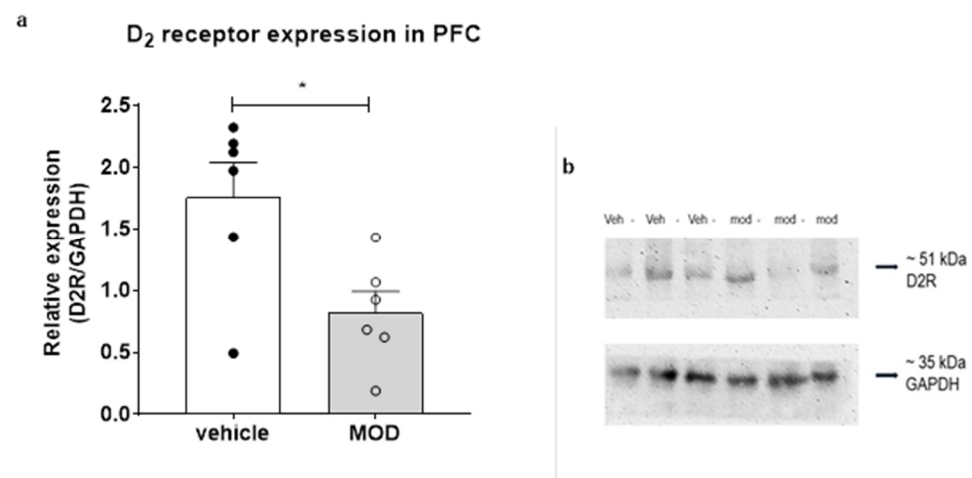 a
D2 receptor expression in PFC
*
2.5
2.0
1.5
1.0
0.5
0.0
Relative expression
(D2R/GAPDH)
vehicle MOD
b
Veh - Veh - Veh - mod - mod - mod
~ 51 kDa
D2R
~ 35 kDa
GAPDH